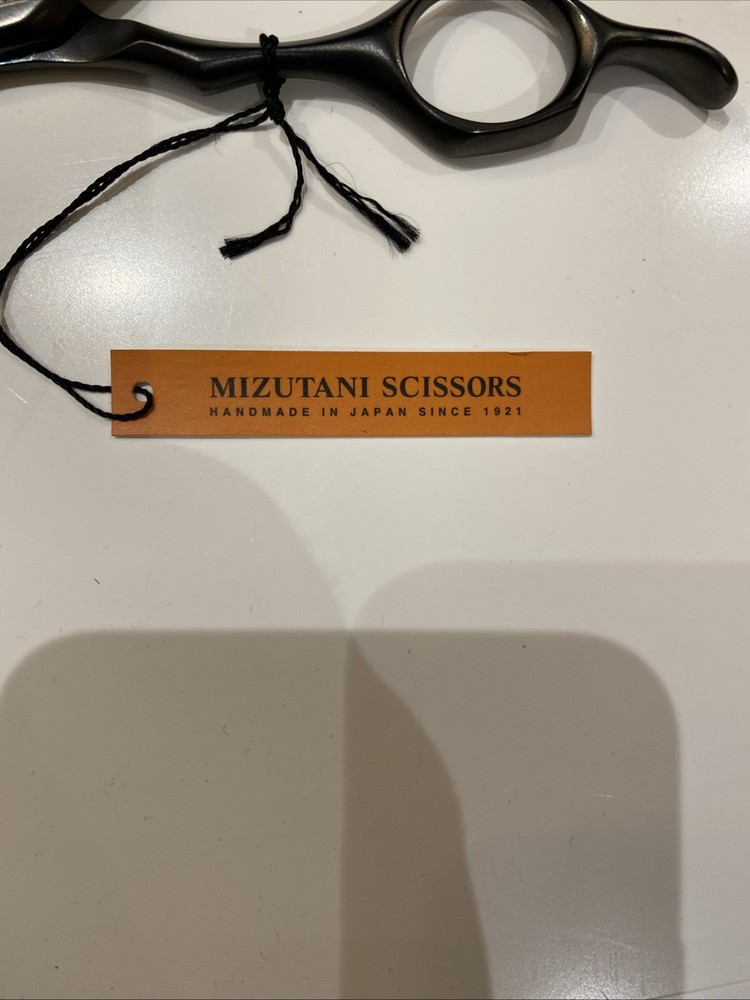 MIZUTANI SCISSORS
HANDMADE IN JAPAN SINCE 1921